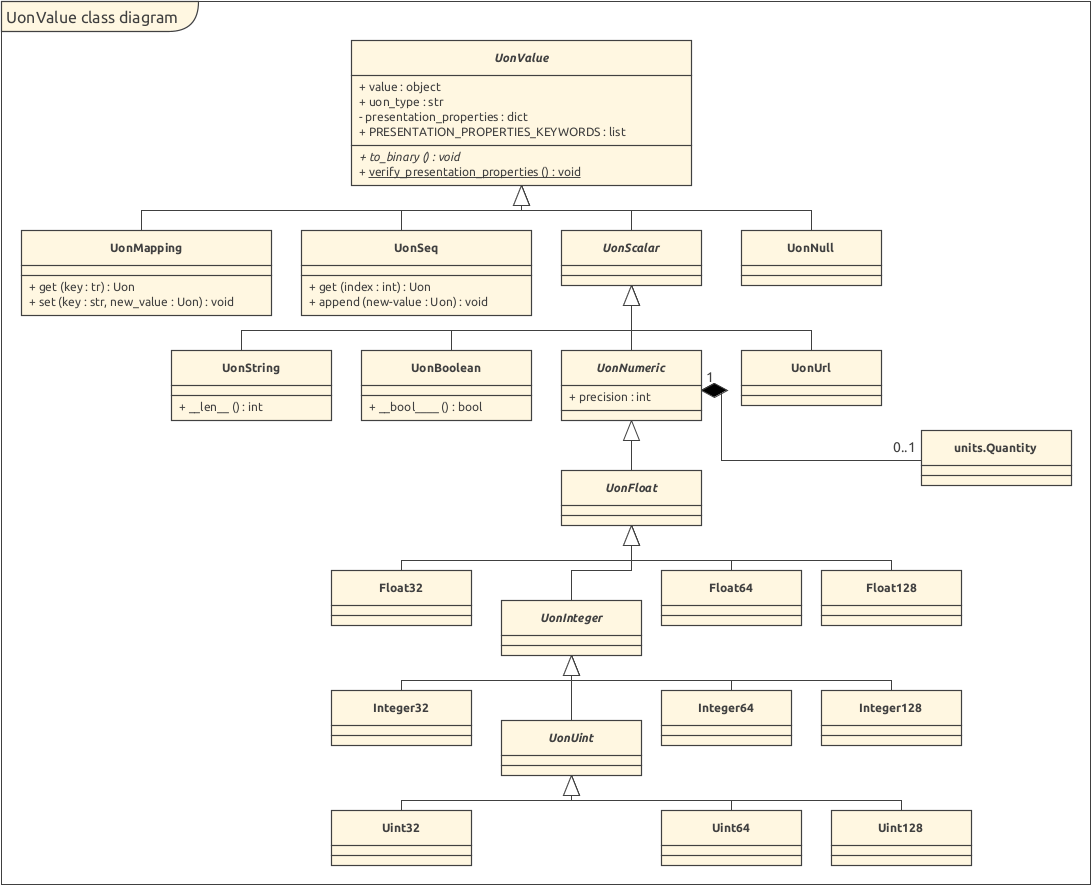 UonValue class diagram
UonValue
+ value : object
+ uon_type : str
- presentation_properties : dict
+ PRESENTATION_PROPERTIES_KEYWORDS : list
+ to_binary () : void
+ verify_presentation_properties () : void
UonMapping
+ get (key : tr) : Uon
+ set (key : str, new_value : Uon) : void
UonSeq
+ get (index : int) : Uon
+ append (new-value : Uon) : void
UonScalar
UonNull
UonString
+ __len__ () : int
UonBoolean
+ __bool____ () : bool
UonNumeric
+ precision : int
UonUrl
1
0..1
units.Quantity
UonFloat
Float32
UonInteger
Float64
Float128
Integer32
UonUint
Integer64
Integer128
Uint32
Uint64
Uint128